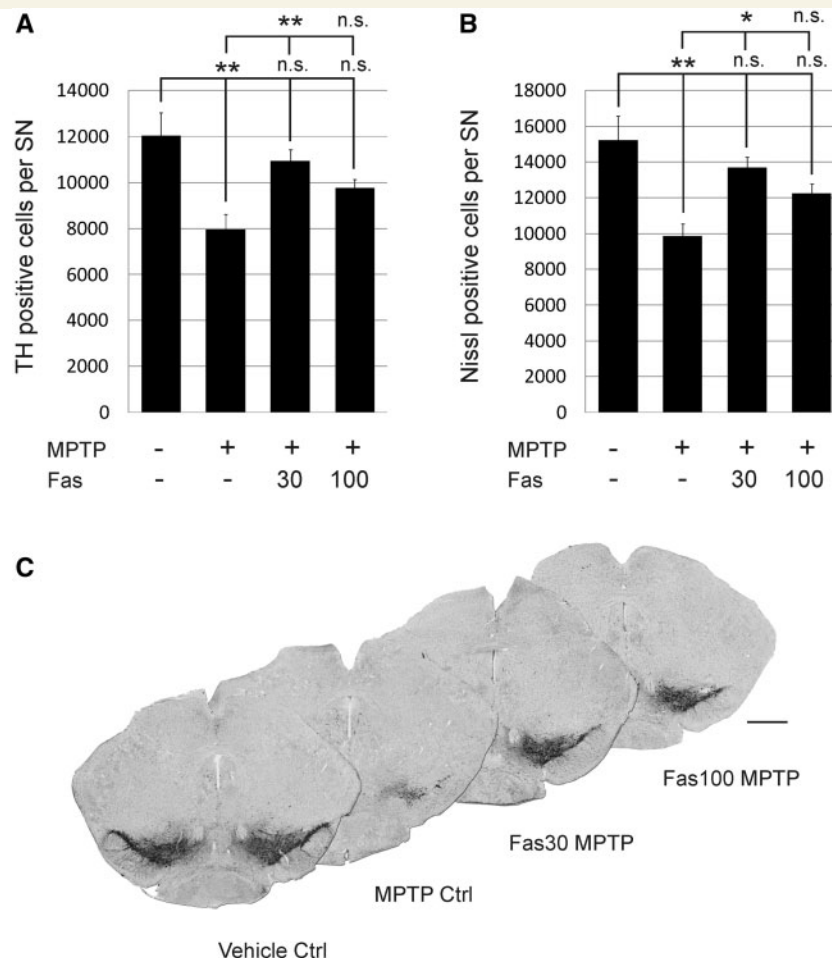 A
** n.s.
** n.s. n.s.
TH positive cells per SN
14000
12000
10000
8000
6000
4000
2000
0
MPTP - + + +
Fas - - 30 100
B
* n.s.
** n.s. n.s.
Nissl positive cells per SN
18000
16000
14000
12000
10000
8000
6000
4000
2000
0
MPTP - + + +
Fas - - 30 100
C
Fas100 MPTP
Fas30 MPTP
MPTP Ctrl
Vehicle Ctrl